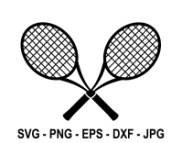 SVG - PNG - EPS - DXF - JPG